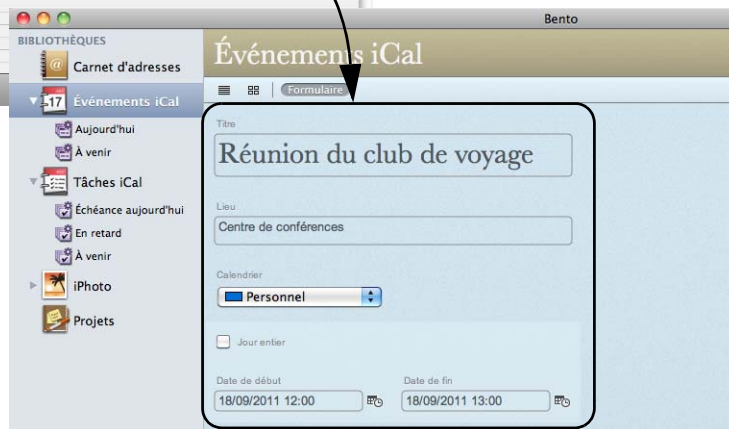 Bento
BIBLIOTHÈQUES
Carnet d'adresses
17 Événements iCal
Aujourd'hui
À venir
Tâches iCal
Échéance aujourd'hui
En retard
À venir
iPhoto
Projets
Événements iCal
Formulaire
Titre
Réunion du club de voyage
Lieu
Centre de conférences
Calendrier
Personnel
Jour entier
Date de début Date de fin
18/09/2011 12:00 18/09/2011 13:00